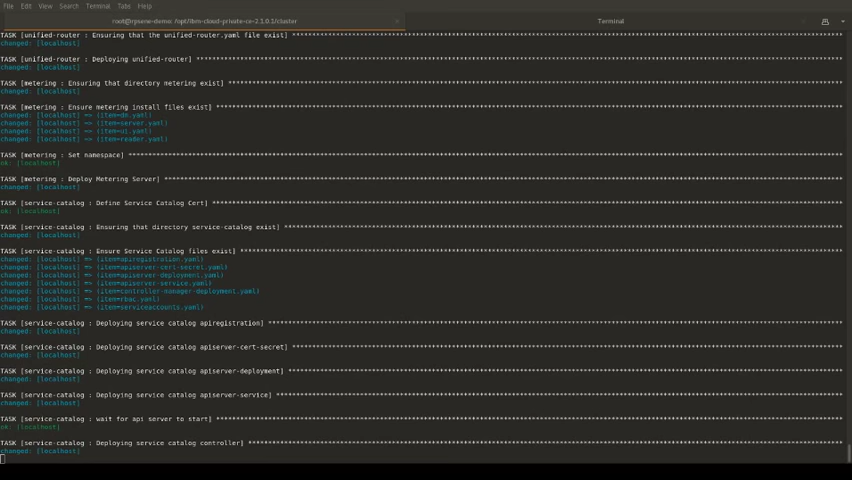 File Edit View Search Terminal Tabs Help
root@rpsene-demo: /opt/ibm-cloud-private-ce-2.1.0.1/cluster × Terminal
TASK [unified-router : Ensuring that the unified-router.yaml file exist] ****************************************
changed: [localhost]
TASK [unified-router : Deploying unified-router] ****************************************
changed: [localhost]
TASK [metering : Ensuring that directory metering exist] ****************************************
changed: [localhost]
TASK [metering : Ensure metering install files exist] ****************************************
changed: [localhost] => (item=dm.yaml)
changed: [localhost] => (item=server.yaml)
changed: [localhost] => (item=ui.yaml)
changed: [localhost] => (item=reader.yaml)
TASK [metering : Set namespace] ****************************************
ok: [localhost]
TASK [metering : Deploy Metering Server] ****************************************
changed: [localhost]
TASK [service-catalog : Define Service Catalog Cert] ****************************************
ok: [localhost]
TASK [service-catalog : Ensuring that directory service-catalog exist] ****************************************
changed: [localhost]
TASK [service-catalog : Ensure Service Catalog files exist] ****************************************
changed: [localhost] => (item=apiregistration.yaml)
changed: [localhost] => (item=apiserver-cert-secret.yaml)
changed: [localhost] => (item=apiserver-deployment.yaml)
changed: [localhost] => (item=apiserver-service.yaml)
changed: [localhost] => (item=controller-manager-deployment.yaml)
changed: [localhost] => (item=rbac.yaml)
changed: [localhost] => (item=serviceaccounts.yaml)
TASK [service-catalog : Deploying service catalog apiregistration] ****************************************
changed: [localhost]
TASK [service-catalog : Deploying service catalog apiserver-cert-secret] ****************************************
changed: [localhost]
TASK [service-catalog : Deploying service catalog apiserver-deployment] ****************************************
changed: [localhost]
TASK [service-catalog : Deploying service catalog apiserver-service] ****************************************
changed: [localhost]
TASK [service-catalog : wait for api server to start] ****************************************
ok: [localhost]
TASK [service-catalog : Deploying service catalog controller] ****************************************
changed: [localhost]